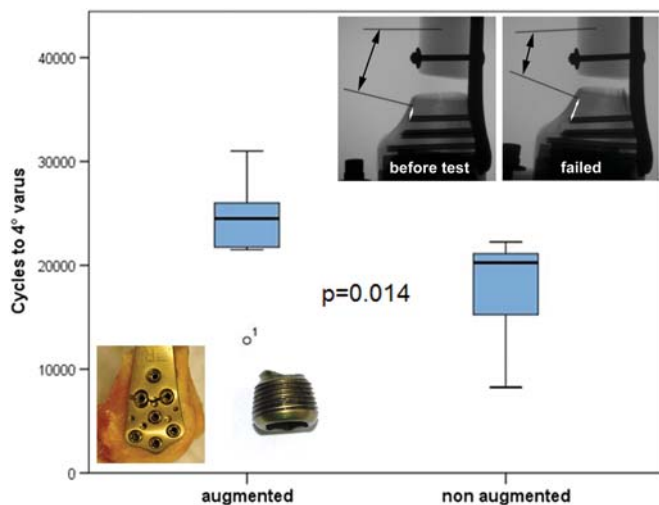 Cycles to 4° varus
40000
30000
20000
10000
0
before test
failed
p=0.014
1
augmented
non augmented